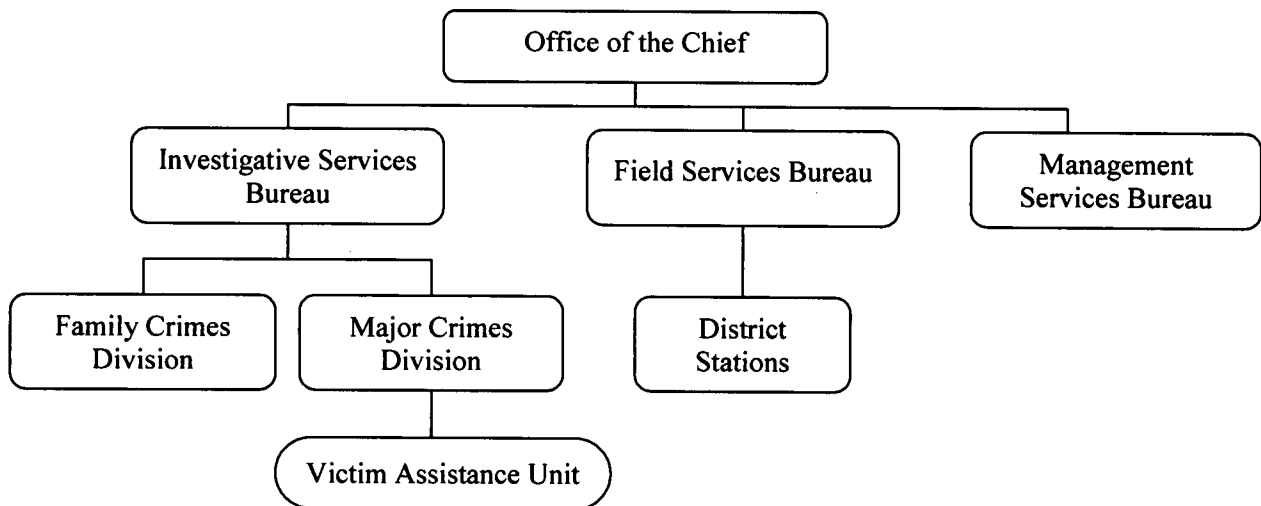 Office of the Chief
Investigative Services
Bureau
Field Services Bureau
Management
Services Bureau
Family Crimes
Division
Major Crimes
Division
District
Stations
Victim Assistance Unit